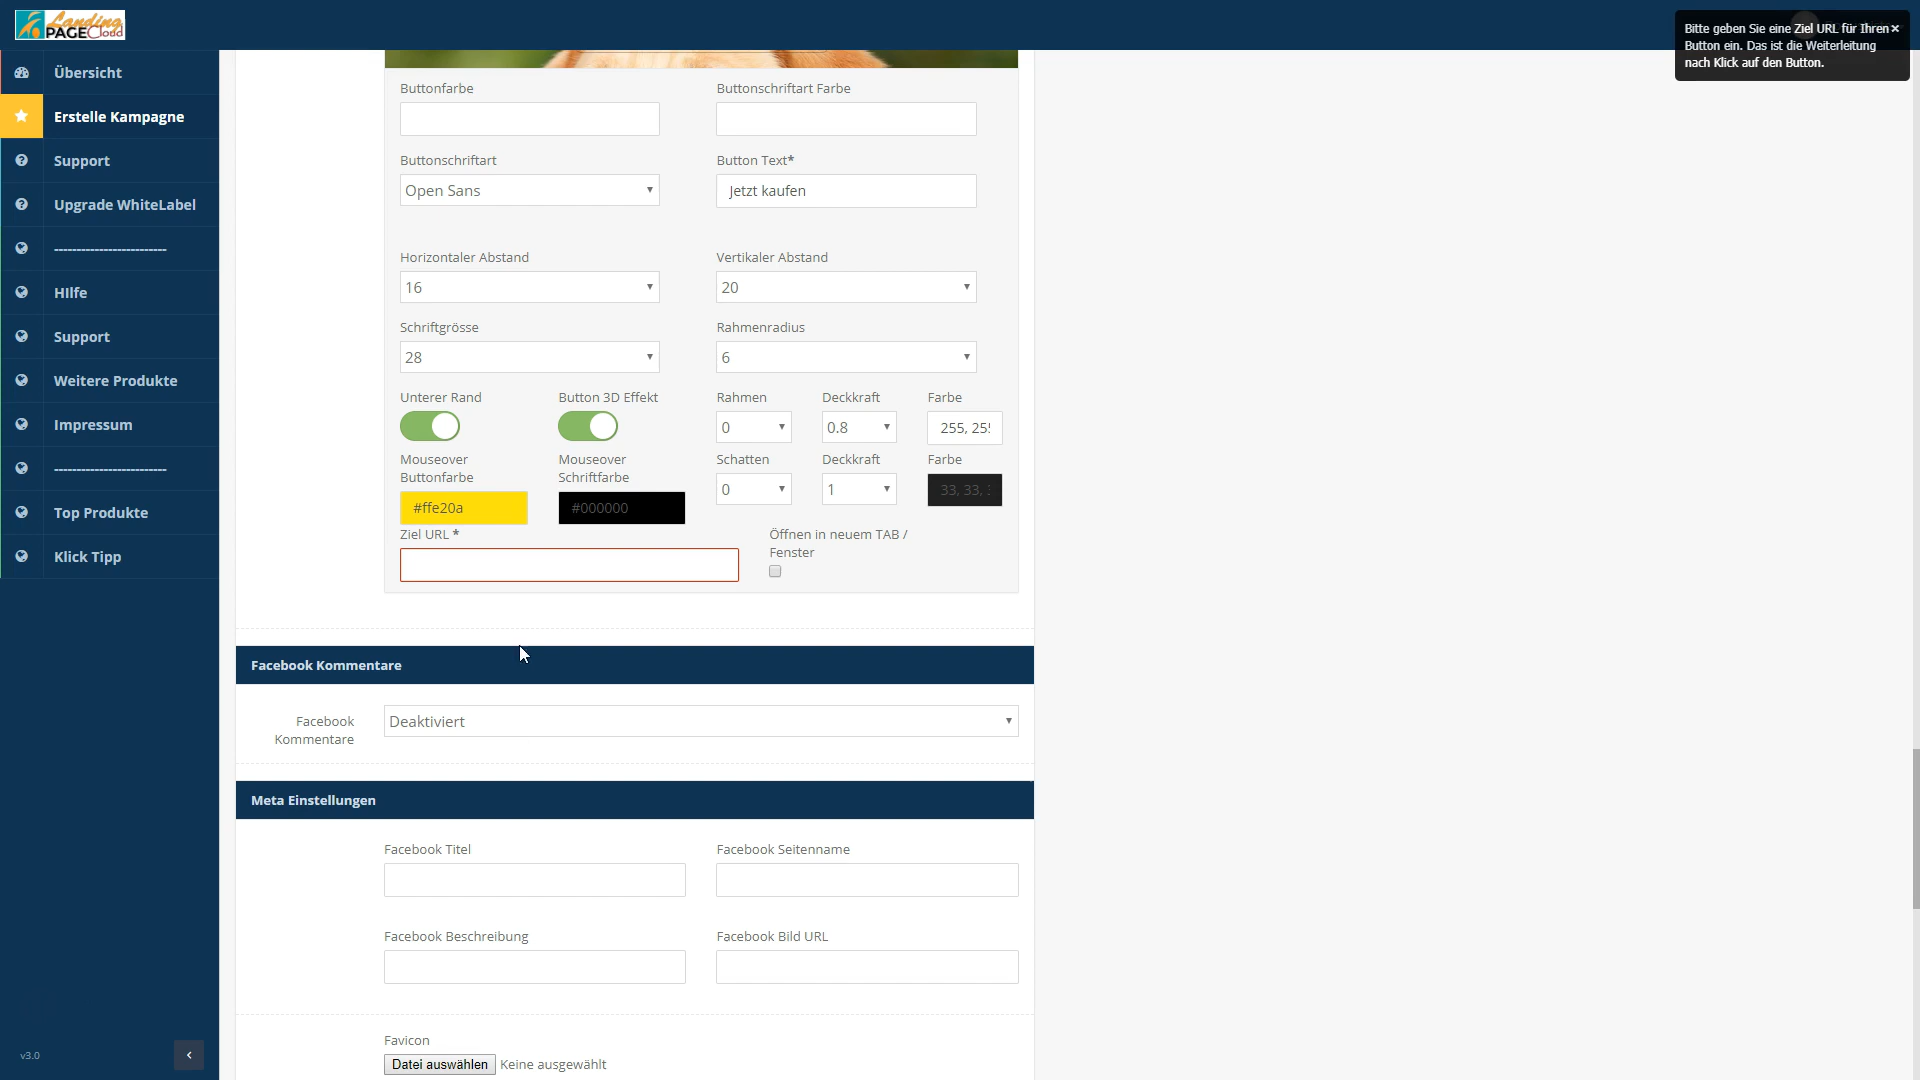 Landing
PAGECloud
Bitte geben Sie eine Ziel URL für Ihren ×
Button ein. Das ist die Weiterleitung
nach Klick auf den Button.
Übersicht
Erstelle Kampagne
Support
Upgrade WhiteLabel
-------------------------
HIlfe
Support
Weitere Produkte
Impressum
-------------------------
Top Produkte
Klick Tipp
v3.0
Buttonfarbe
Buttonschriftart Farbe
Buttonschriftart
Button Text*
Open Sans
Jetzt kaufen
Horizontaler Abstand
Vertikaler Abstand
16
20
Schriftgrösse
Rahmenradius
28
6
Unterer Rand
Button 3D Effekt
Rahmen
Deckkraft
Farbe
0
0.8
255, 25
Mouseover
Buttonfarbe
Mouseover
Schriftfarbe
Schatten
Deckkraft
Farbe
0
1
33, 33,
#ffe20a
#000000
Ziel URL *
Öffnen in neuem TAB /
Fenster
Facebook Kommentare
Facebook
Kommentare
Deaktiviert
Meta Einstellungen
Facebook Titel
Facebook Seitenname
Facebook Beschreibung
Facebook Bild URL
Favicon
Datei auswählen Keine ausgewählt